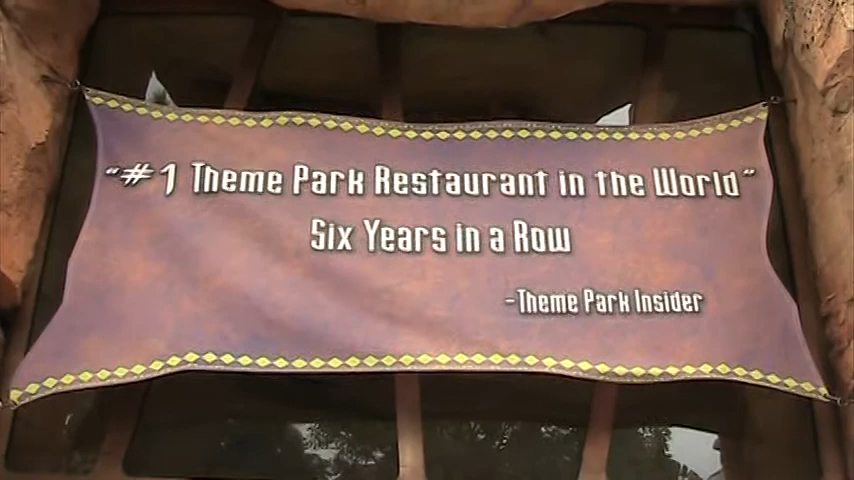 "#1 Theme Park Restaurant in the World"
Six Years in a Row
-Theme Park Insider